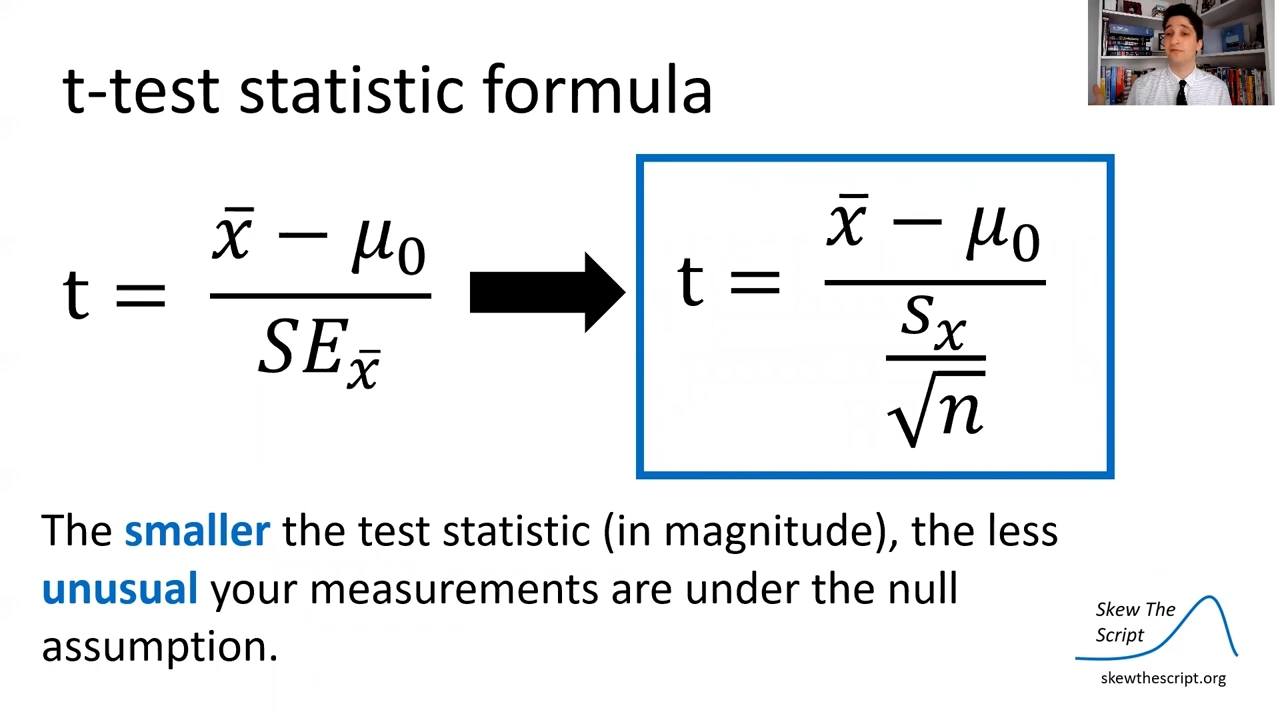 t-test statistic formula
t = (x̄ − μ₀) / SE_x̄
t = (x̄ − μ₀) / (s_x / √n)
The smaller the test statistic (in magnitude), the less
unusual your measurements are under the null
assumption.
Skew The
Script
skewthescript.org